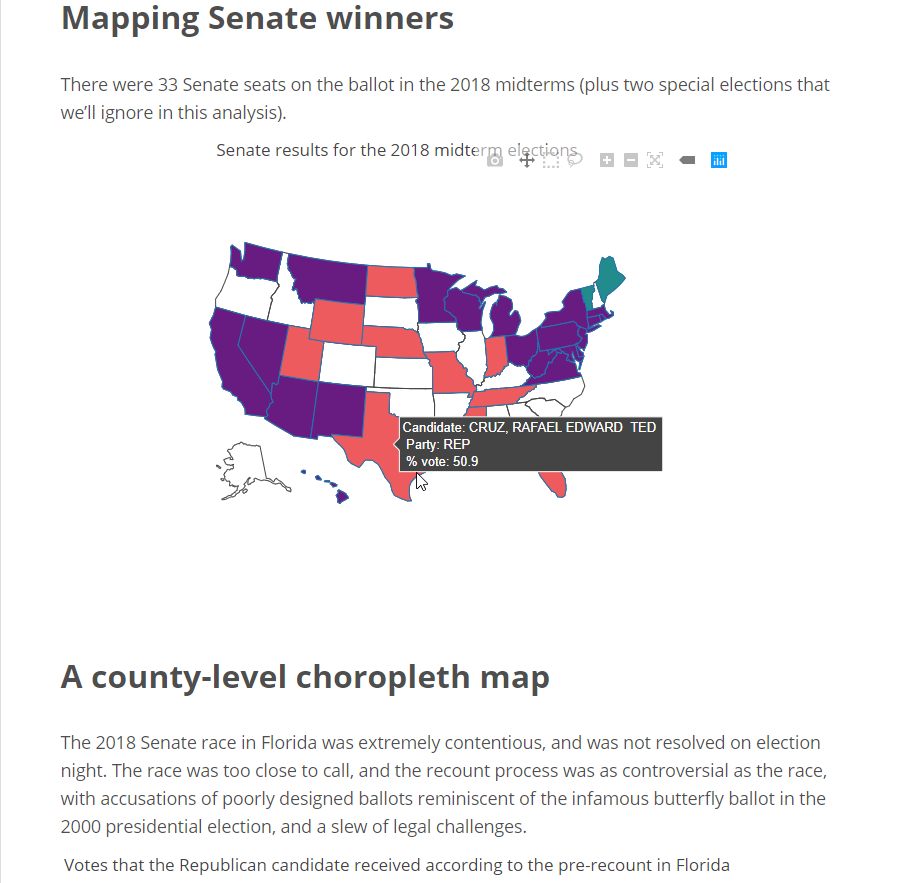 Mapping Senate winners
There were 33 Senate seats on the ballot in the 2018 midterms (plus two special elections that
we'll ignore in this analysis).
Senate results for the 2018 midterm elections
Candidate: CRUZ, RAFAEL EDWARD  TED
Party: REP
% vote: 50.9
A county-level choropleth map
The 2018 Senate race in Florida was extremely contentious, and was not resolved on election
night. The race was too close to call, and the recount process was as controversial as the race,
with accusations of poorly designed ballots reminiscent of the infamous butterfly ballot in the
2000 presidential election, and a slew of legal challenges.
Votes that the Republican candidate received according to the pre-recount in Florida